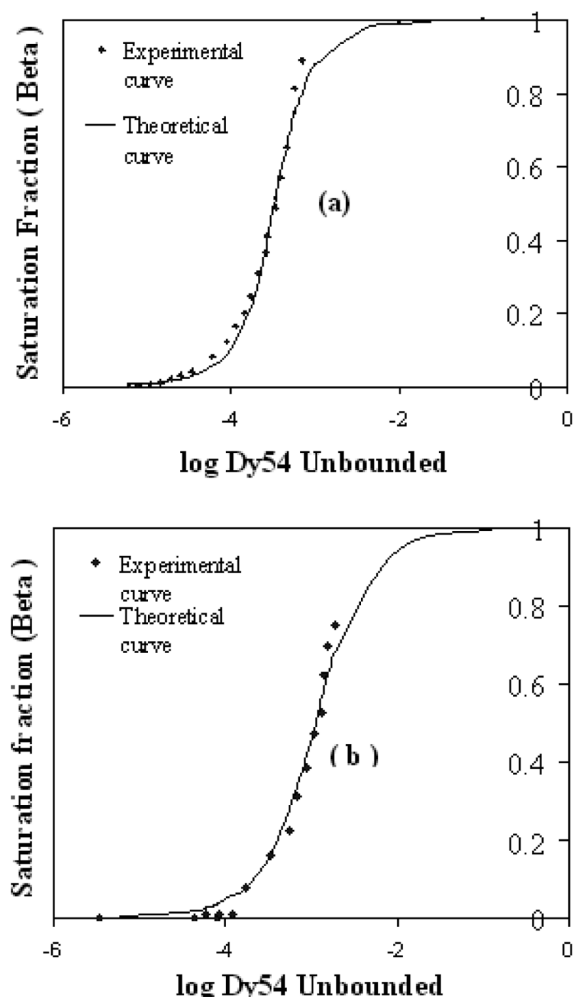 Saturation Fraction ( Beta )
Experimental
curve
Theoretical
curve
(a)
1
0.8
0.6
0.4
0.2
0
-6
-4
-2
0
log Dy54 Unbounded
Saturation fraction (Beta )
Experimental
curve
Theoretical
curve
( b )
1
0.8
0.6
0.4
0.2
0
-6
-4
-2
0
log Dy54 Unbounded